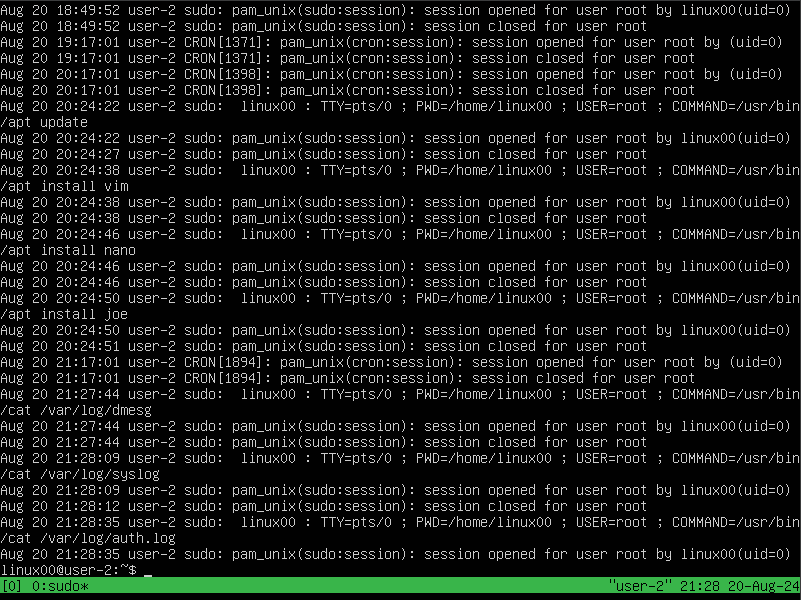 Aug 20 18:49:52 user-2 sudo: pam_unix(sudo:session): session opened for user root by linux00(uid=0)
Aug 20 18:49:52 user-2 sudo: pam_unix(sudo:session): session closed for user root
Aug 20 19:17:01 user-2 CRON[1371]: pam_unix(cron:session): session opened for user root by (uid=0)
Aug 20 19:17:01 user-2 CRON[1371]: pam_unix(cron:session): session closed for user root
Aug 20 20:17:01 user-2 CRON[1398]: pam_unix(cron:session): session opened for user root by (uid=0)
Aug 20 20:17:01 user-2 CRON[1398]: pam_unix(cron:session): session closed for user root
Aug 20 20:24:22 user-2 sudo:  linux00 : TTY=pts/0 ; PWD=/home/linux00 ; USER=root ; COMMAND=/usr/bin
/apt update
Aug 20 20:24:22 user-2 sudo: pam_unix(sudo:session): session opened for user root by linux00(uid=0)
Aug 20 20:24:27 user-2 sudo: pam_unix(sudo:session): session closed for user root
Aug 20 20:24:38 user-2 sudo:  linux00 : TTY=pts/0 ; PWD=/home/linux00 ; USER=root ; COMMAND=/usr/bin
/apt install vim
Aug 20 20:24:38 user-2 sudo: pam_unix(sudo:session): session opened for user root by linux00(uid=0)
Aug 20 20:24:38 user-2 sudo: pam_unix(sudo:session): session closed for user root
Aug 20 20:24:46 user-2 sudo:  linux00 : TTY=pts/0 ; PWD=/home/linux00 ; USER=root ; COMMAND=/usr/bin
/apt install nano
Aug 20 20:24:46 user-2 sudo: pam_unix(sudo:session): session opened for user root by linux00(uid=0)
Aug 20 20:24:46 user-2 sudo: pam_unix(sudo:session): session closed for user root
Aug 20 20:24:50 user-2 sudo:  linux00 : TTY=pts/0 ; PWD=/home/linux00 ; USER=root ; COMMAND=/usr/bin
/apt install joe
Aug 20 20:24:50 user-2 sudo: pam_unix(sudo:session): session opened for user root by linux00(uid=0)
Aug 20 20:24:51 user-2 sudo: pam_unix(sudo:session): session closed for user root
Aug 20 21:17:01 user-2 CRON[1894]: pam_unix(cron:session): session opened for user root by (uid=0)
Aug 20 21:17:01 user-2 CRON[1894]: pam_unix(cron:session): session closed for user root
Aug 20 21:27:44 user-2 sudo:  linux00 : TTY=pts/0 ; PWD=/home/linux00 ; USER=root ; COMMAND=/usr/bin
/cat /var/log/dmesg
Aug 20 21:27:44 user-2 sudo: pam_unix(sudo:session): session opened for user root by linux00(uid=0)
Aug 20 21:27:44 user-2 sudo: pam_unix(sudo:session): session closed for user root
Aug 20 21:28:09 user-2 sudo:  linux00 : TTY=pts/0 ; PWD=/home/linux00 ; USER=root ; COMMAND=/usr/bin
/cat /var/log/syslog
Aug 20 21:28:09 user-2 sudo: pam_unix(sudo:session): session opened for user root by linux00(uid=0)
Aug 20 21:28:12 user-2 sudo: pam_unix(sudo:session): session closed for user root
Aug 20 21:28:35 user-2 sudo:  linux00 : TTY=pts/0 ; PWD=/home/linux00 ; USER=root ; COMMAND=/usr/bin
/cat /var/log/auth.log
Aug 20 21:28:35 user-2 sudo: pam_unix(sudo:session): session opened for user root by linux00(uid=0)
linux00@user-2:~$ _
[0] 0:sudo* "user-2" 21:28 20-Aug-24